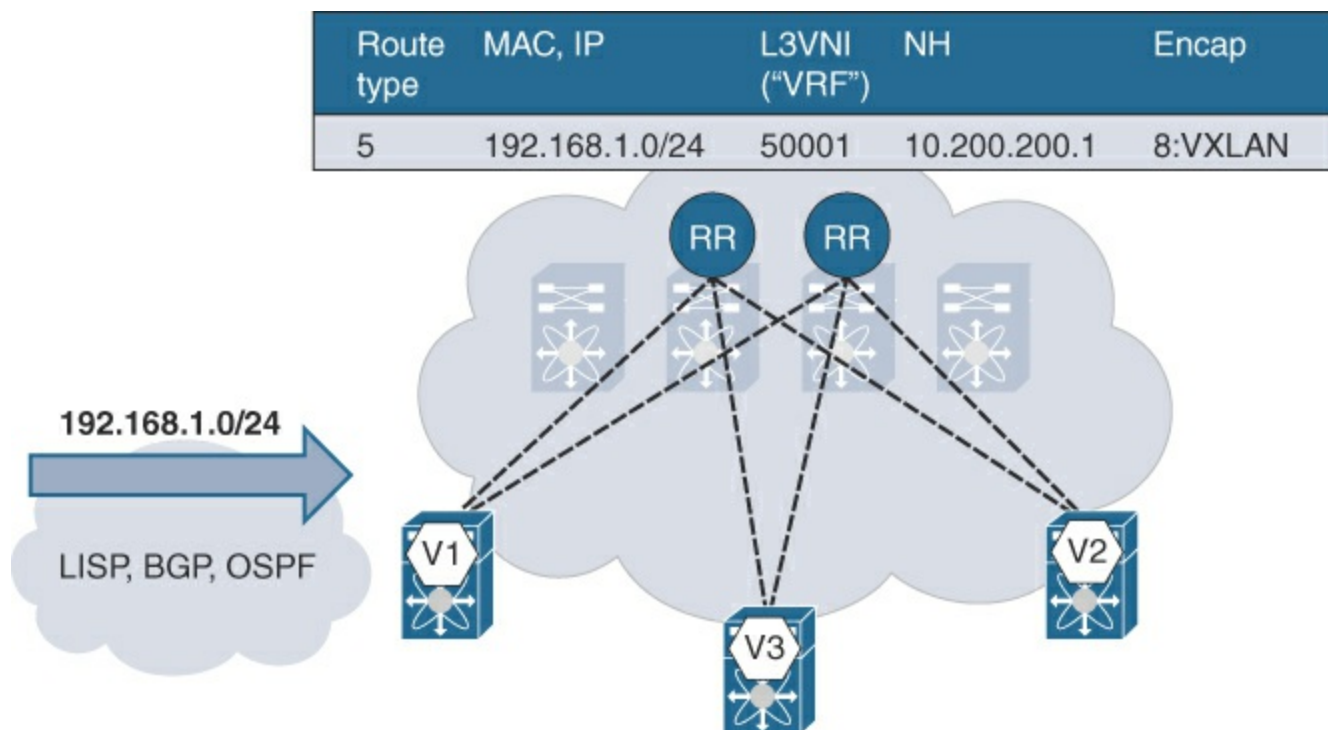 Route type MAC, IP L3VNI ("VRF") NH Encap
5 192.168.1.0/24 50001 10.200.200.1 8:VXLAN
RR RR
192.168.1.0/24
LISP, BGP, OSPF
V1
V2
V3